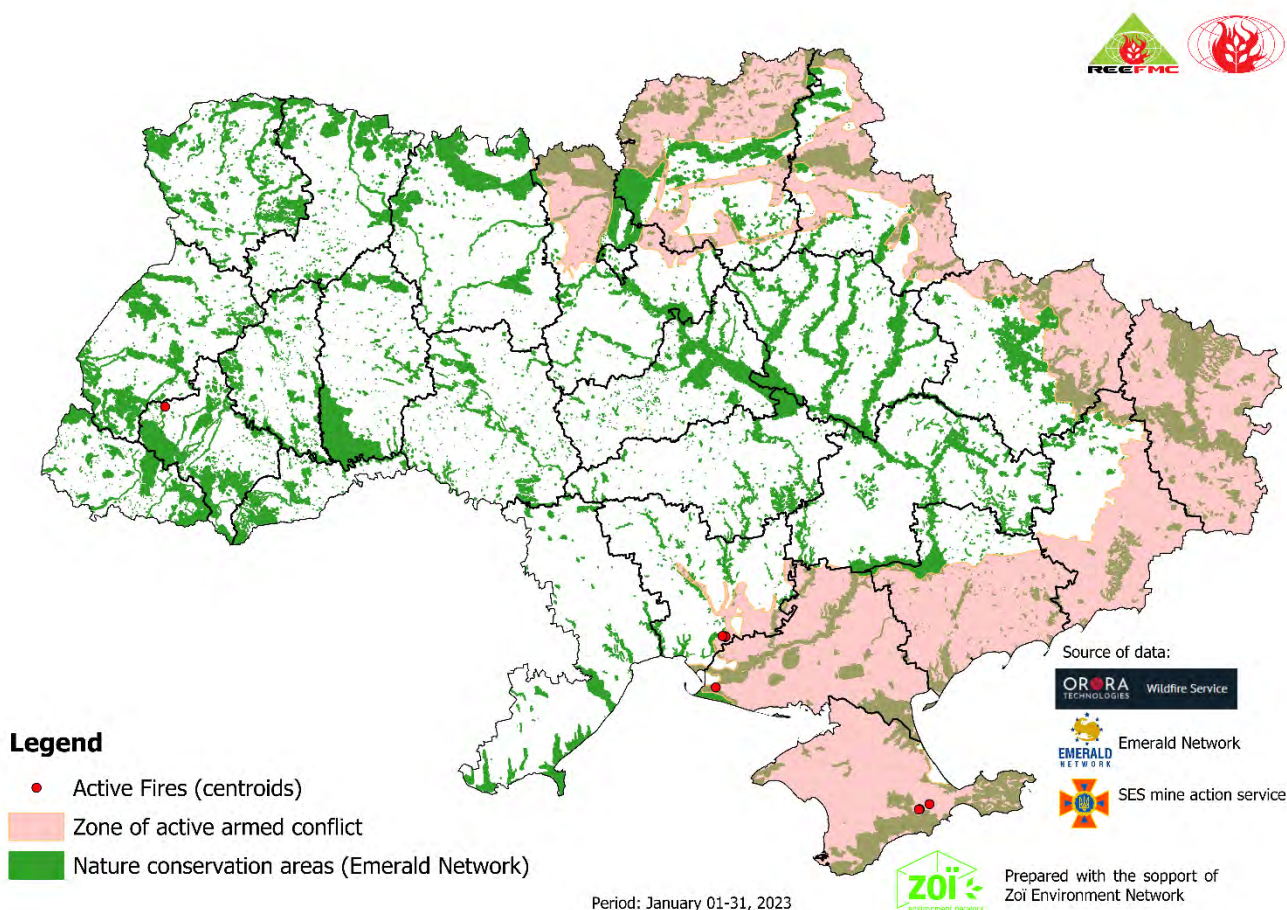 REEFMC
Source of data:
ORORA
TECHNOLOGIES
Wildfire Service
EMERALD
NETWORK
Emerald Network
SES mine action service
Legend
Active Fires (centroids)
Zone of active armed conflict
Nature conservation areas (Emerald Network)
Period: January 01-31, 2023
zoï
environment network
Prepared with the sopport of
Zoï Environment Network